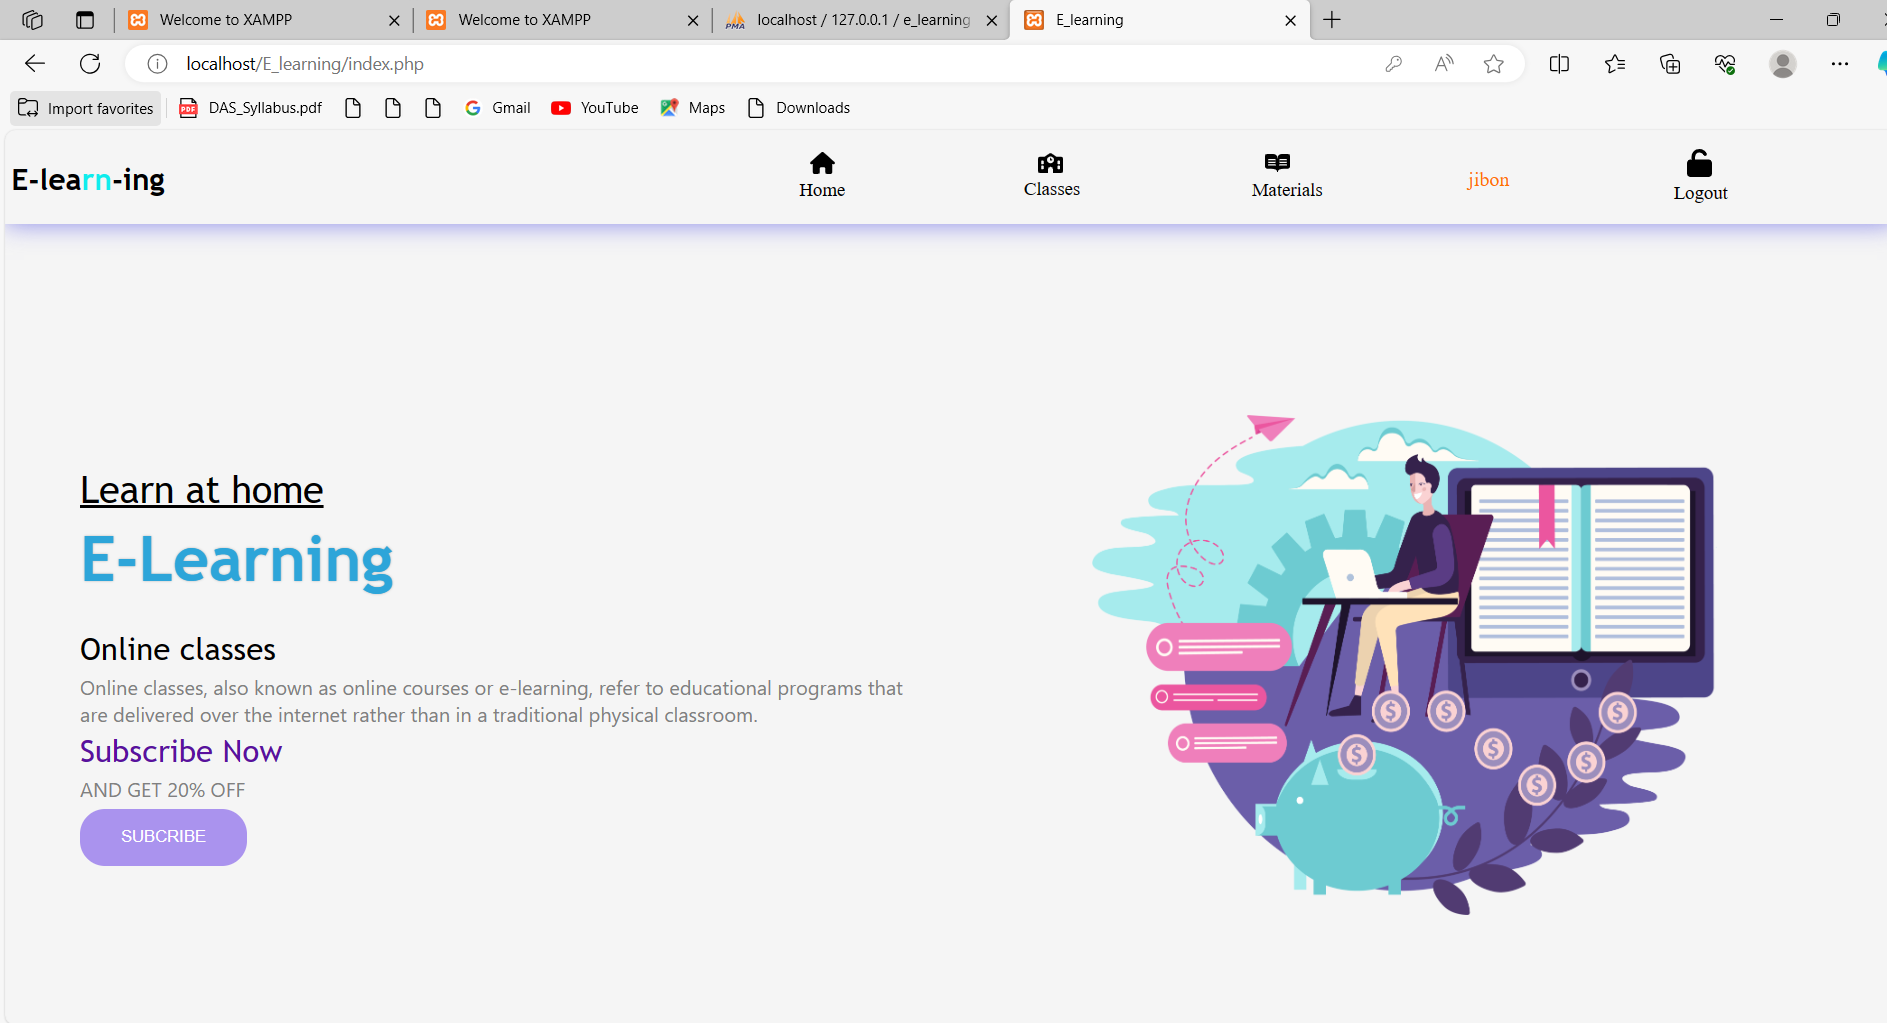 Welcome to XAMPP
Welcome to XAMPP
PMA localhost / 127.0.0.1 / e_learning
E_learning
localhost/E_learning/index.php
Import favorites
PDF DAS_Syllabus.pdf
Gmail
YouTube
Maps
Downloads
E-learn-ing
Home
Classes
Materials
jibon
Logout
Learn at home
E-Learning
Online classes
Online classes, also known as online courses or e-learning, refer to educational programs that
are delivered over the internet rather than in a traditional physical classroom.
Subscribe Now
AND GET 20% OFF
SUBCRIBE